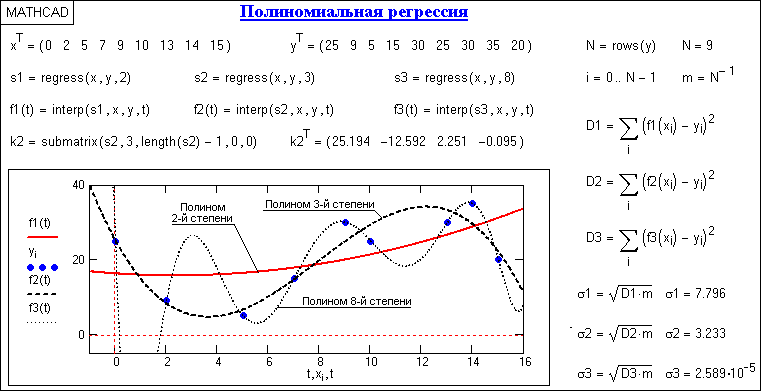 MATHCAD
Полиномиальная регрессия
x^T = (0 2 5 7 9 10 13 14 15) y^T = (25 9 5 15 30 25 30 35 20) N = rows(y) N = 9
s1 = regress(x,y,2) s2 = regress(x,y,3) s3 = regress(x,y,8) i = 0.. N − 1 m = N^−1
f1(t) = interp(s1,x,y,t) f2(t) = interp(s2,x,y,t) f3(t) = interp(s3,x,y,t)
D1 = ∑_i (f1(x_i) − y_i)^2
k2 = submatrix(s2,3,length(s2) − 1,0,0) k2^T = (25.194 −12.592 2.251 −0.095)
D2 = ∑_i (f2(x_i) − y_i)^2
D3 = ∑_i (f3(x_i) − y_i)^2
σ1 = √(D1·m) σ1 = 7.796
σ2 = √(D2·m) σ2 = 3.233
σ3 = √(D3·m) σ3 = 2.589•10^−5
f1(t)
y_i
f2(t)
f3(t)
40
20
0
Полином
2-й степени
Полином 3-й степени
Полином 8-й степени
0 2 4 6 8 10 12 14 16
t,x_i,t